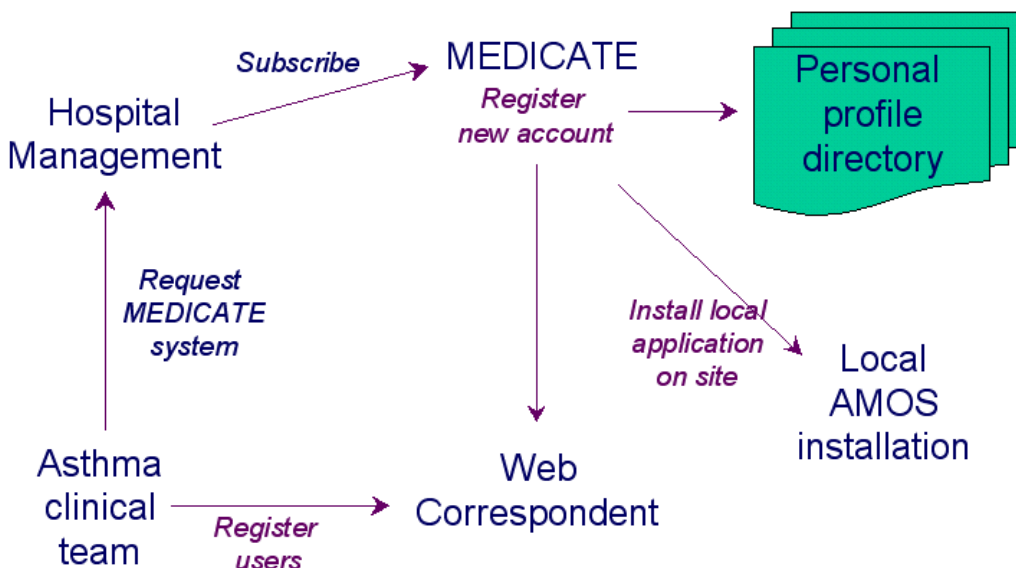 Subscribe
MEDICATE
Register
new account
Personal
profile
directory
Hospital
Management
Request
MEDICATE
system
Install local
application
on site
Local
AMOS
installation
Asthma
clinical
team
Register
users
Web
Correspondent